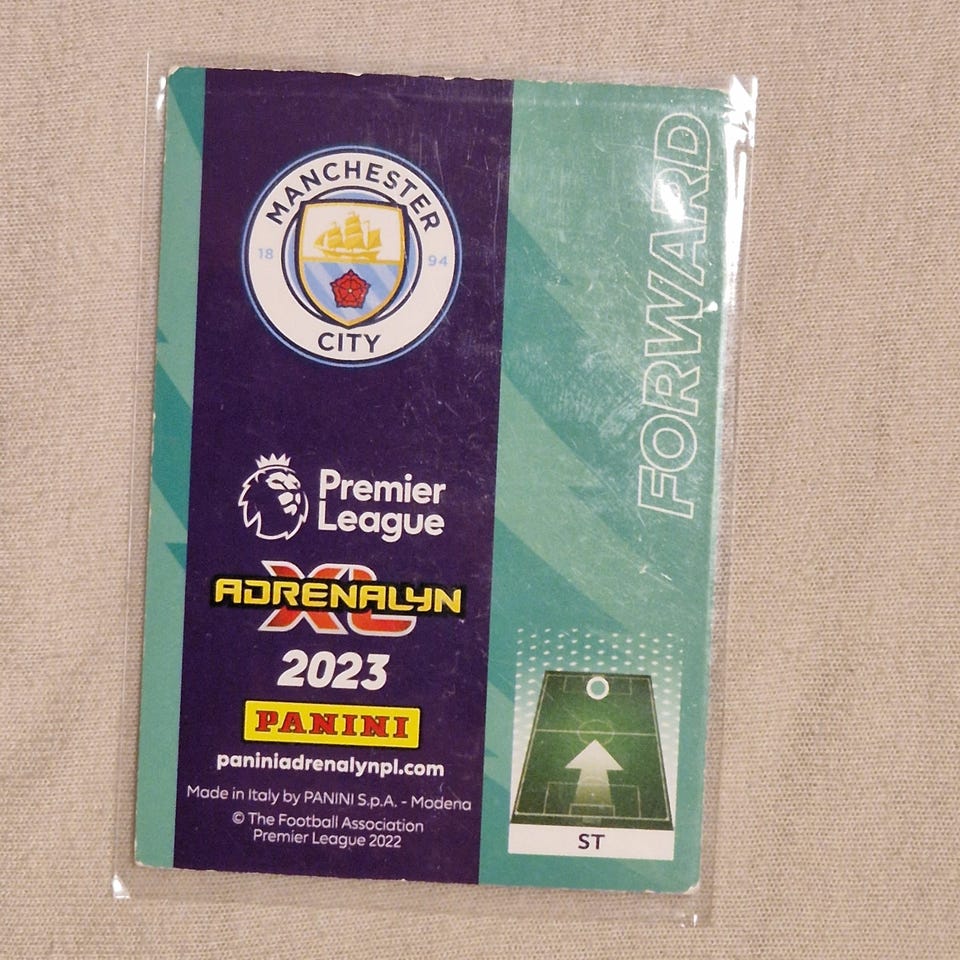 MANCHESTER
18 94
CITY
FORWARD
Premier
League
ADRENALYN
XL
2023
PANINI
paniniadrenalynpl.com
Made in Italy by PANINI S.p.A. - Modena
© The Football Association
Premier League 2022
ST